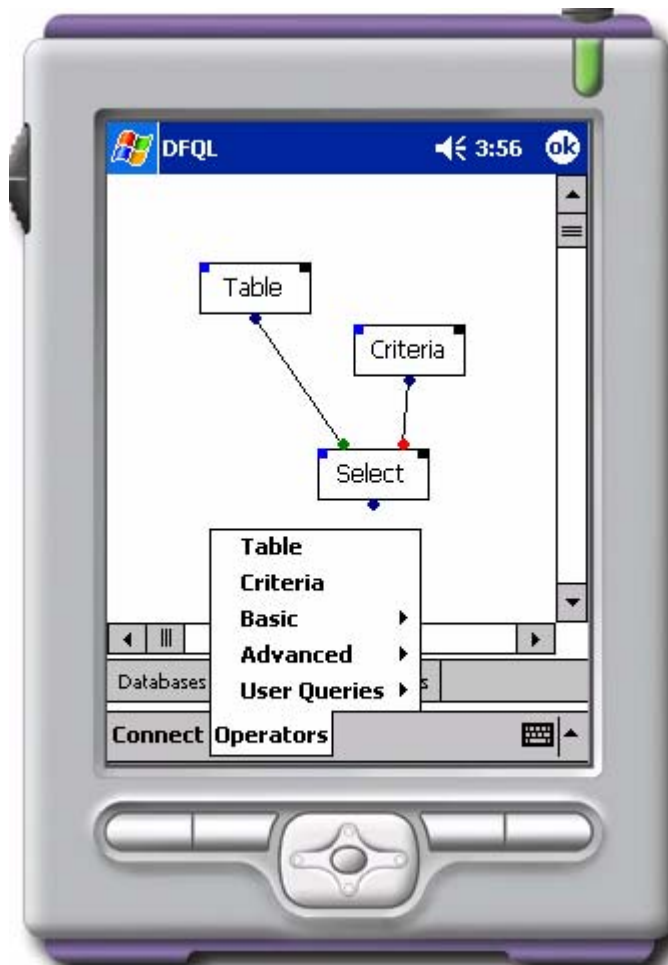 DFQL 3:56 ok
Table
Criteria
Select
Table
Criteria
Basic
Advanced
User Queries
Databases s
Connect Operators